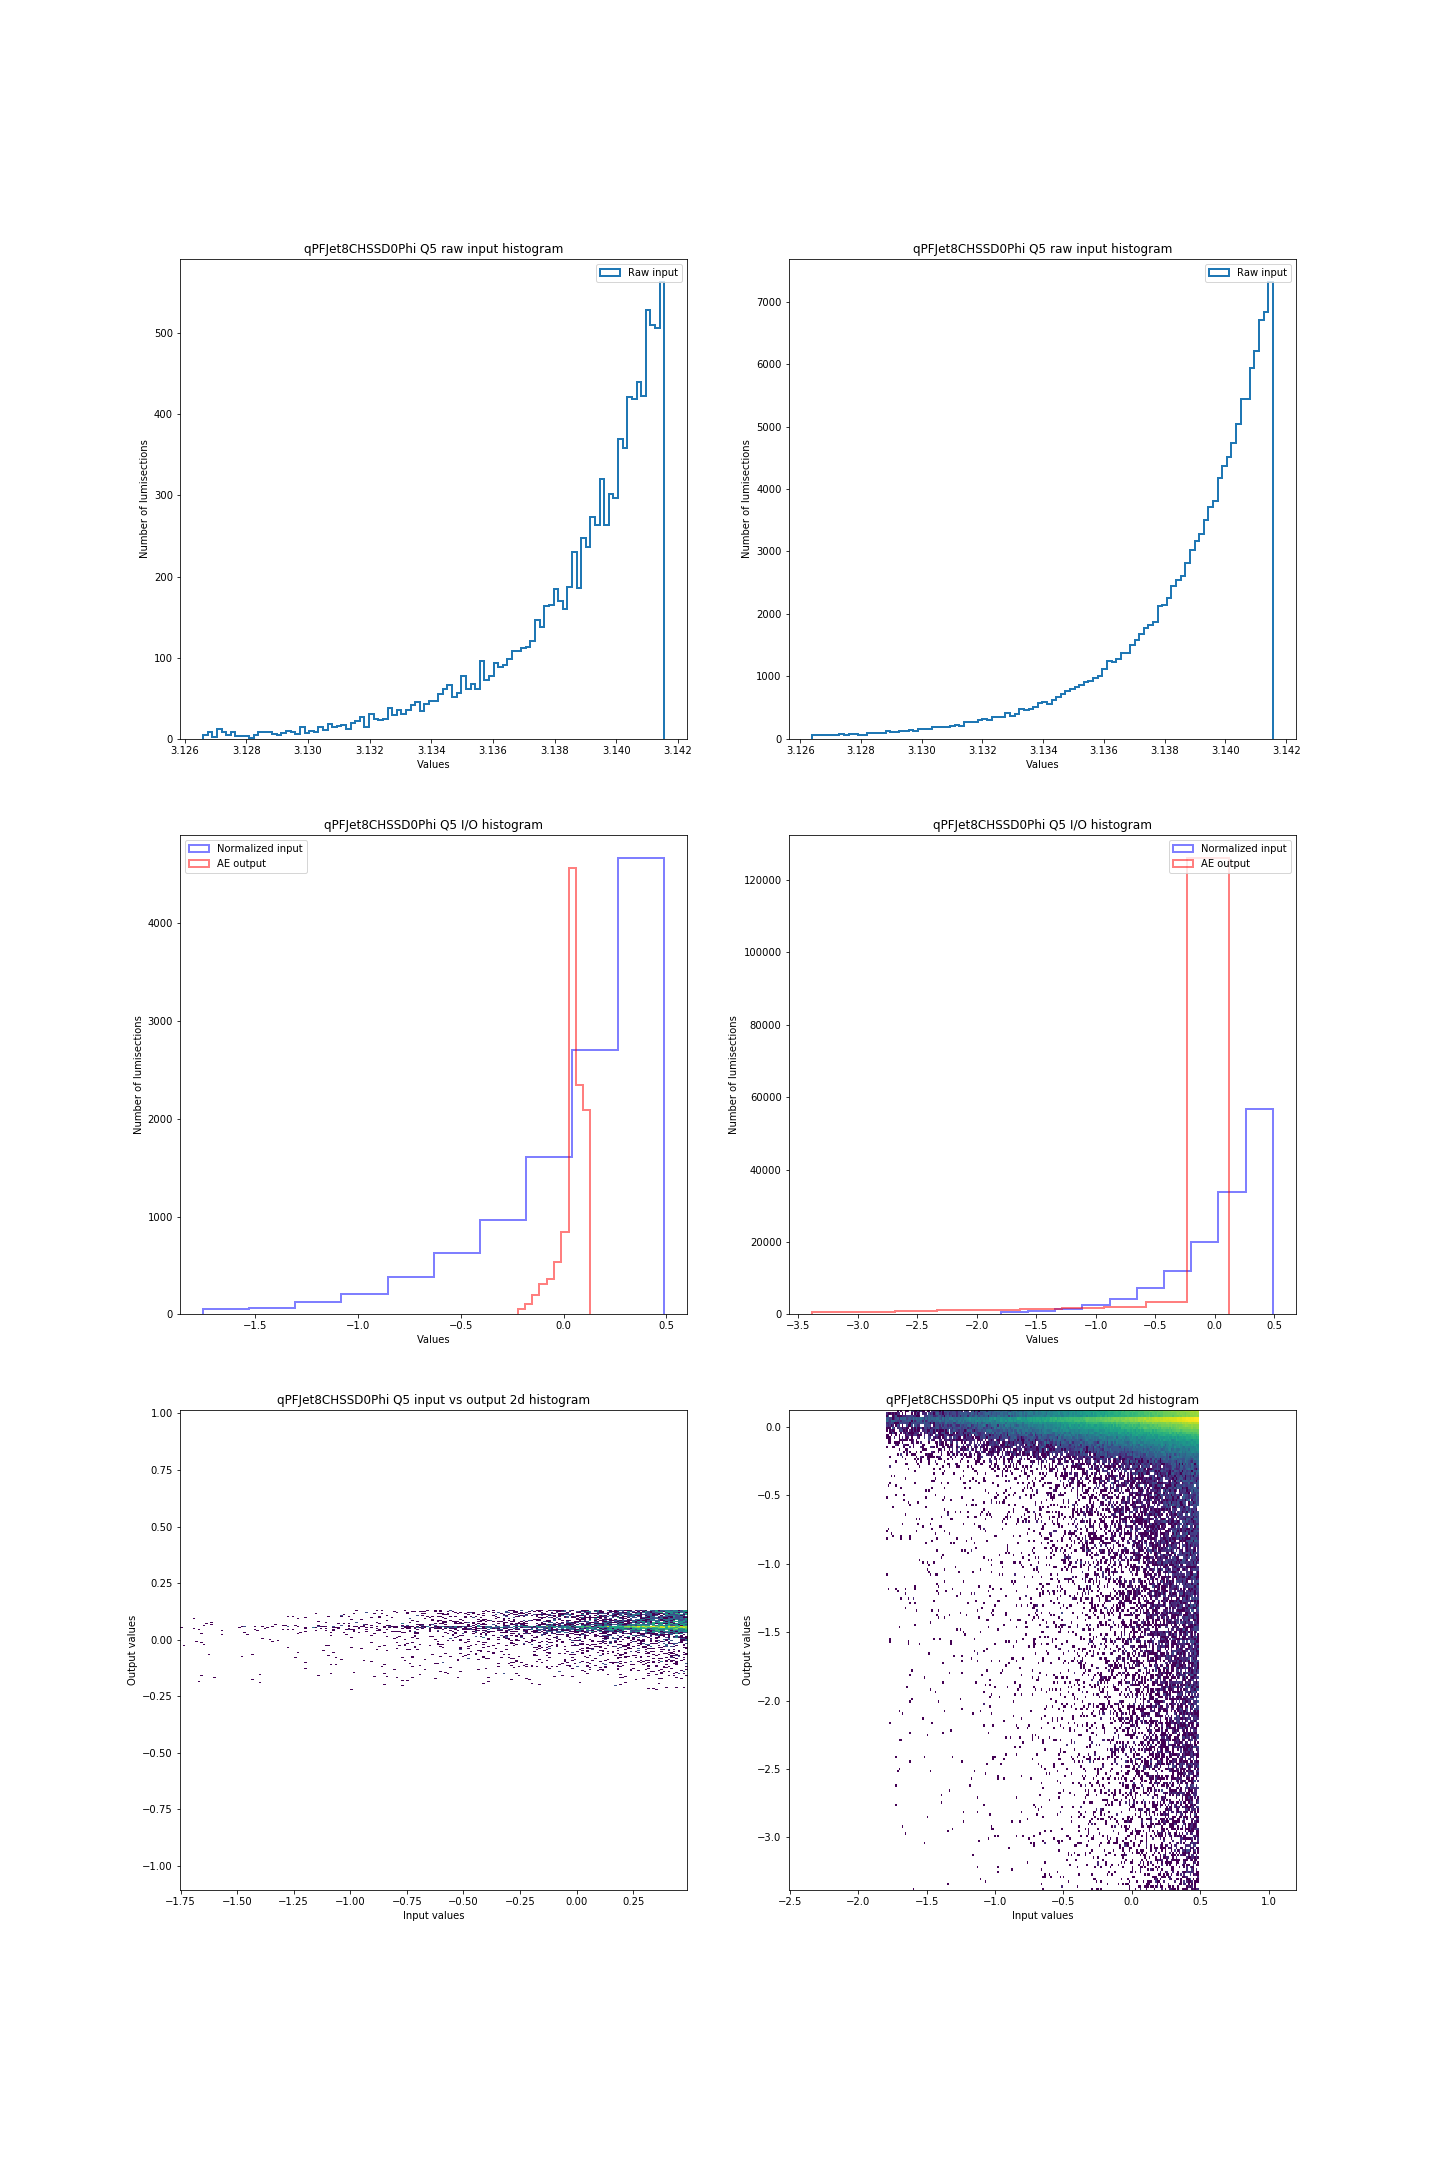 qPFJet8CHSSD0Phi Q5 raw input histogram
Raw input
500
400
300
200
100
0
Number of lumisections
3.126 3.128 3.130 3.132 3.134 3.136 3.138 3.140 3.142
Values
qPFJet8CHSSD0Phi Q5 raw input histogram
Raw input
7000
6000
5000
4000
3000
2000
1000
0
Number of lumisections
3.126 3.128 3.130 3.132 3.134 3.136 3.138 3.140 3.142
Values
qPFJet8CHSSD0Phi Q5 I/O histogram
Normalized input
AE output
4000
3000
2000
1000
0
Number of lumisections
−1.5 −1.0 −0.5 0.0 0.5
Values
qPFJet8CHSSD0Phi Q5 I/O histogram
Normalized input
AE output
120000
100000
80000
60000
40000
20000
0
Number of lumisections
−3.5 −3.0 −2.5 −2.0 −1.5 −1.0 −0.5 0.0 0.5
Values
qPFJet8CHSSD0Phi Q5 input vs output 2d histogram
1.00
0.75
0.50
0.25
0.00
−0.25
−0.50
−0.75
−1.00
Output values
−1.75 −1.50 −1.25 −1.00 −0.75 −0.50 −0.25 0.00 0.25
Input values
qPFJet8CHSSD0Phi Q5 input vs output 2d histogram
0.0
−0.5
−1.0
−1.5
−2.0
−2.5
−3.0
Output values
−2.5 −2.0 −1.5 −1.0 −0.5 0.0 0.5 1.0
Input values